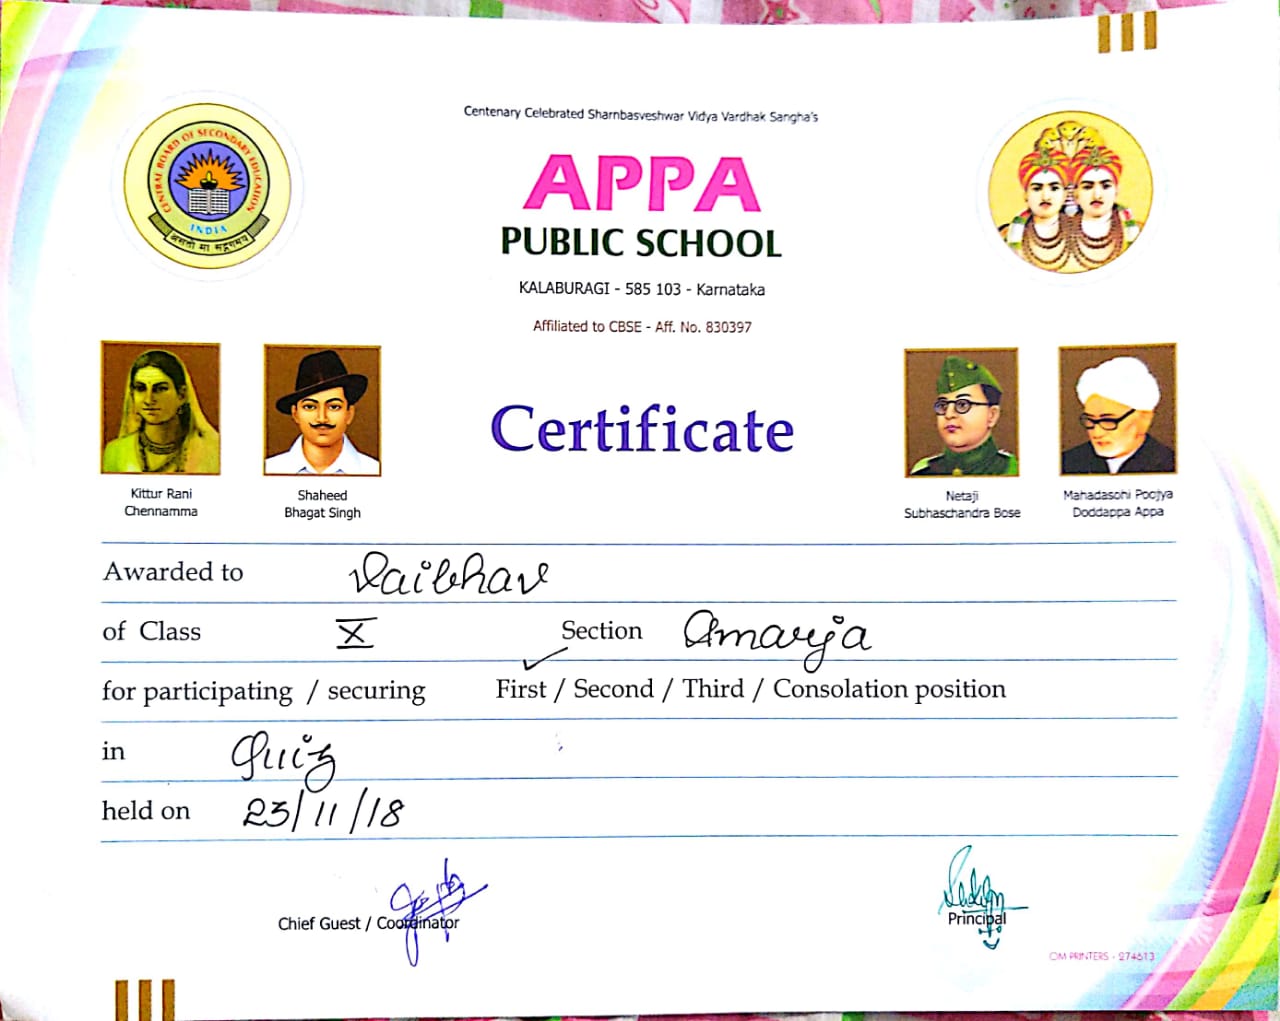 Centenary Celebrated Sharnbasveshwar Vidya Vardhak Sangha's
CENTRAL BOARD OF SECONDARY EDUCATION
INDIA
असतो मा सद्गमय
APPA
PUBLIC SCHOOL
KALABURAGI - 585 103 - Karnataka
Affiliated to CBSE - Aff. No. 830397
Certificate
Kittur Rani
Chennamma
Shaheed
Bhagat Singh
Netaji
Subhaschandra Bose
Mahadasohi Poojya
Doddappa Appa
Awarded to Vaibhav
of Class X Section Amarja
for participating / securing First / Second / Third / Consolation position
in Quiz
held on 23/11/18
Chief Guest / Coordinator
Principal
OM PRINTERS - 274613